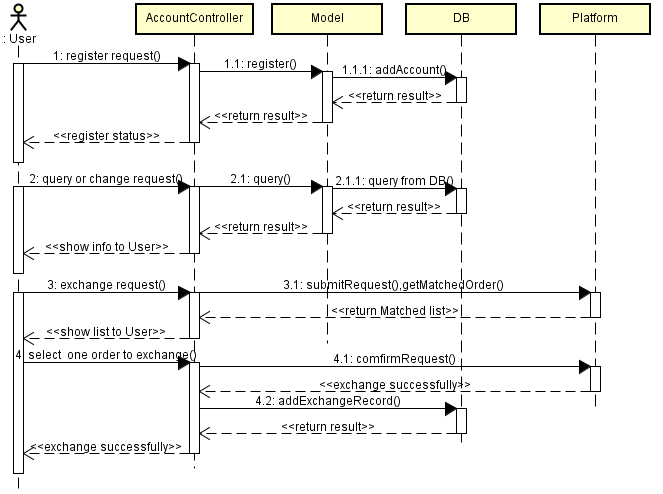 : User
AccountController
Model
DB
Platform
1: register request()
1.1: register()
1.1.1: addAccount()
<<return result>>
<<return result>>
<<register status>>
2: query or change request()
2.1: query()
2.1.1: query from DB()
<<return result>>
<<return result>>
<<show info to User>>
3: exchange request()
3.1: submitRequest(),getMatchedOrder()
<<return Matched list>>
<<show list to User>>
4: select one order to exchange()
4.1: comfirmRequest()
<<exchange successfully>>
4.2: addExchangeRecord()
<<return result>>
<<exchange successfully>>